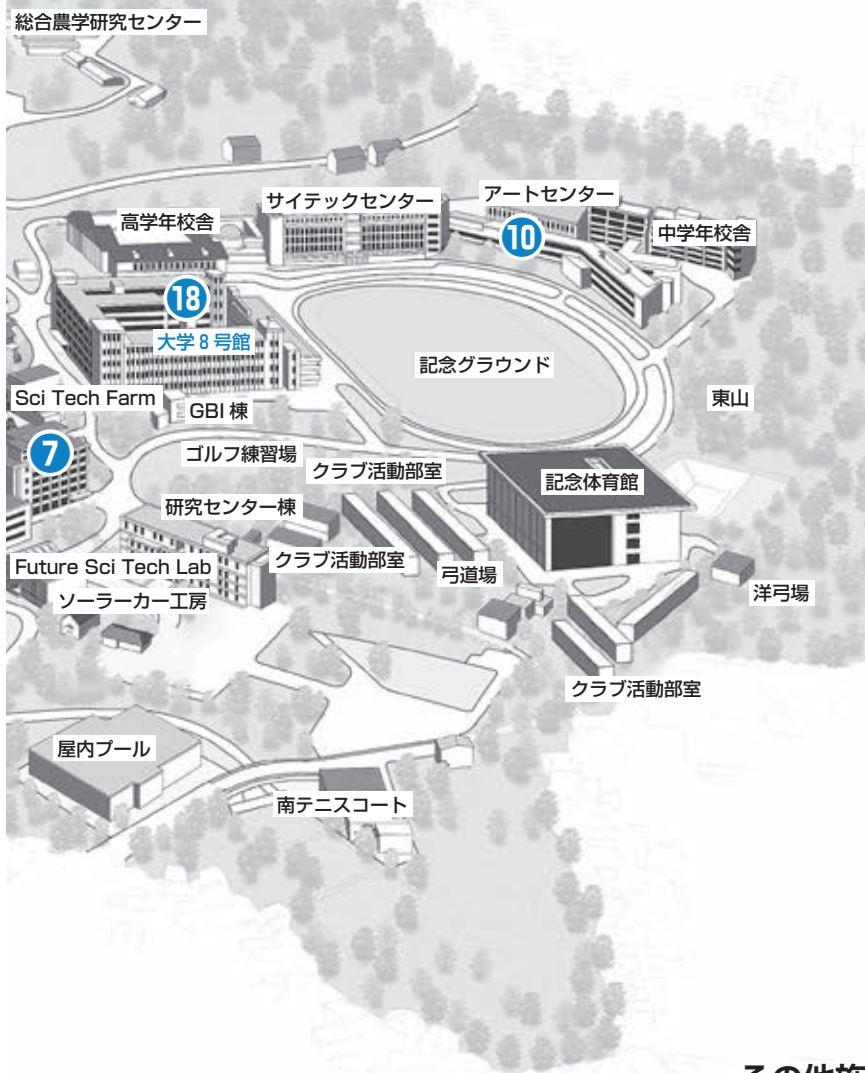 総合農学研究センター
アートセンター
サイテックセンター
高学年校舎
10
中学年校舎
18
大学8号館
記念グラウンド
Sci Tech Farm
東山
GBI棟
7
ゴルフ練習場
クラブ活動部室
記念体育館
研究センター棟
クラブ活動部室
Future Sci Tech Lab
弓道場
洋弓場
ソーラーカー工房
クラブ活動部室
屋内プール
南テニスコート